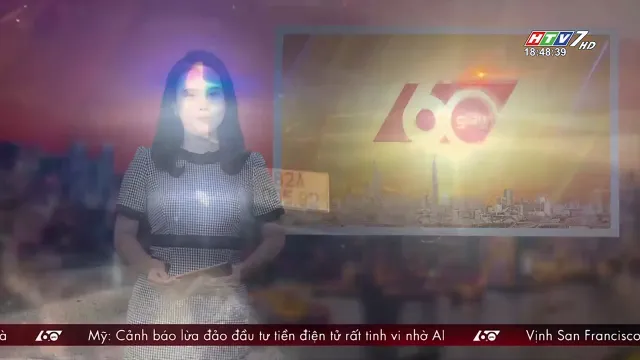 HTV7 HD
18:48:39
60
giây
Mỹ: Cảnh báo lừa đảo đầu tư tiền điện tử rất tinh vi nhờ AI
60
Vịnh San Francisco